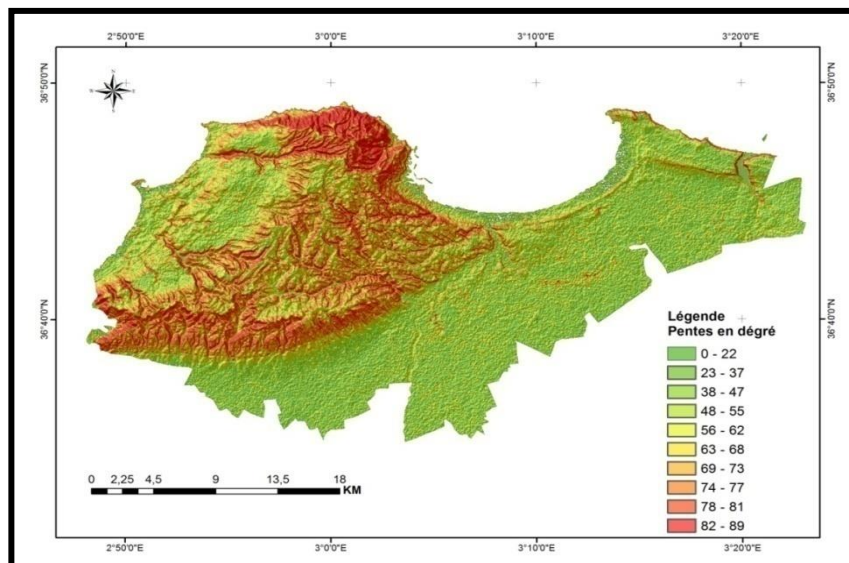 2°50'0"E 3°0'0"E 3°10'0"E 3°20'0"E
36°50'0"N 36°50'0"N
36°40'0"N 36°40'0"N
Légende
Pentes en dégré
0 - 22
23 - 37
38 - 47
48 - 55
56 - 62
63 - 68
69 - 73
74 - 77
78 - 81
82 - 89
0 2,25 4,5 9 13,5 18
KM
2°50'0"E 3°0'0"E 3°10'0"E 3°20'0"E